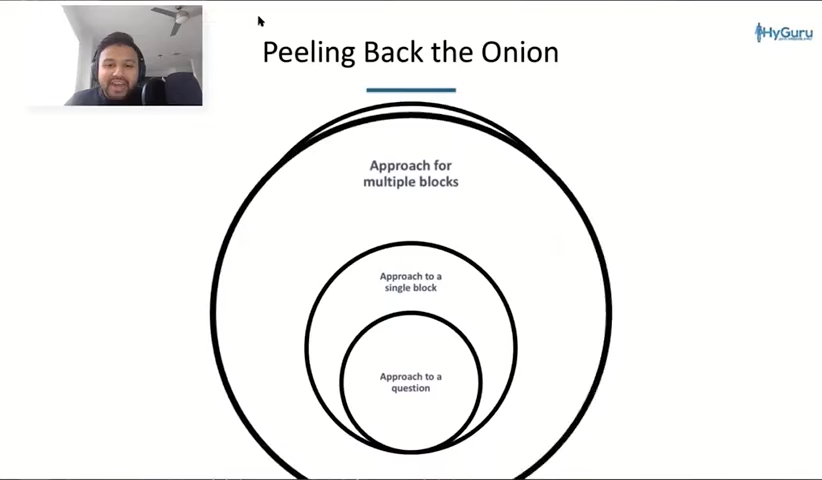 Peeling Back the Onion
HyGuru
Approach for
multiple blocks
Approach to a
single block
Approach to a
question